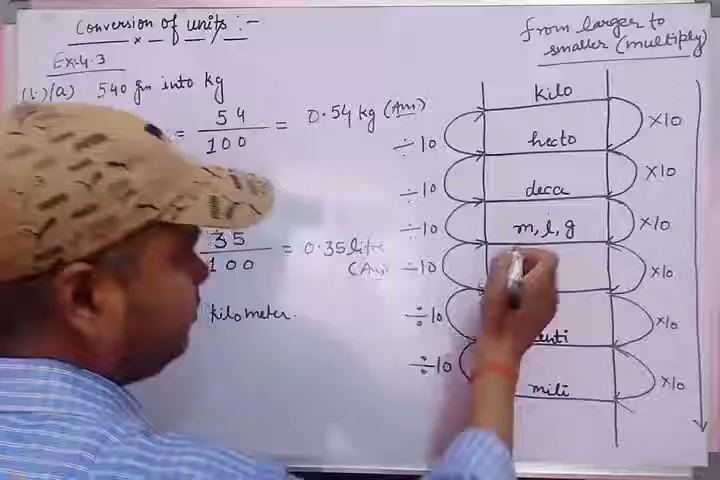 Conversion of units :-
Ex.4.3
(1.)(a) 540 gm into kg
= 54/100 = 0.54 kg (Ans)
35/100 = 0.35 litre
(Ans)
kilometer.
from larger to
smaller (multiply)
kilo
÷10 hecto ×10
÷10 deca ×10
÷10 m, l, g ×10
÷10 ×10
÷10 ×10
÷10 mili ×10